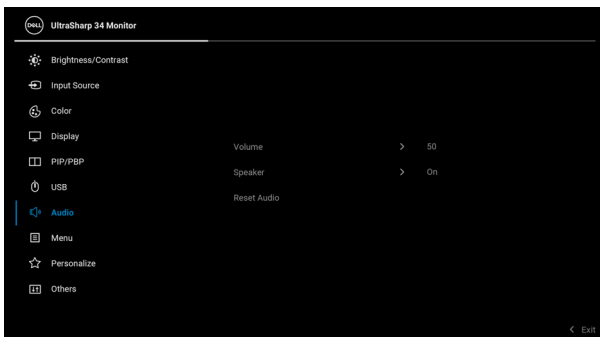 DELL UltraSharp 34 Monitor
Brightness/Contrast
Input Source
Color
Display
PIP/PBP
USB
Audio
Menu
Personalize
Others
Volume > 50
Speaker > On
Reset Audio
< Exit